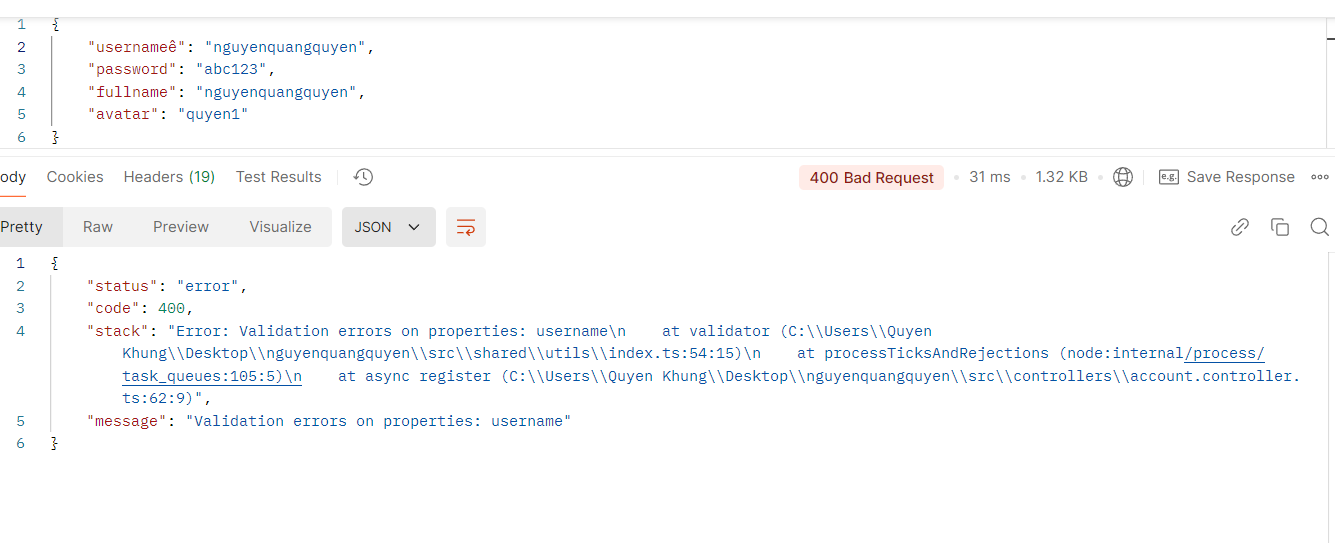 1 {
2 "usernameê": "nguyenquangquyen",
3 "password": "abc123",
4 "fullname": "nguyenquangquyen",
5 "avatar": "quyen1"
6 }
ody Cookies Headers (19) Test Results 400 Bad Request 31 ms 1.32 KB e.g. Save Response
Pretty Raw Preview Visualize JSON
1 {
2 "status": "error",
3 "code": 400,
4 "stack": "Error: Validation errors on properties: username\n    at validator (C:\\Users\\Quyen
Khung\\Desktop\\nguyenquangquyen\\src\\shared\\utils\\index.ts:54:15)\n    at processTicksAndRejections (node:internal/process/
task_queues:105:5)\n    at async register (C:\\Users\\Quyen Khung\\Desktop\\nguyenquangquyen\\src\\controllers\\account.controller.
ts:62:9)",
5 "message": "Validation errors on properties: username"
6 }